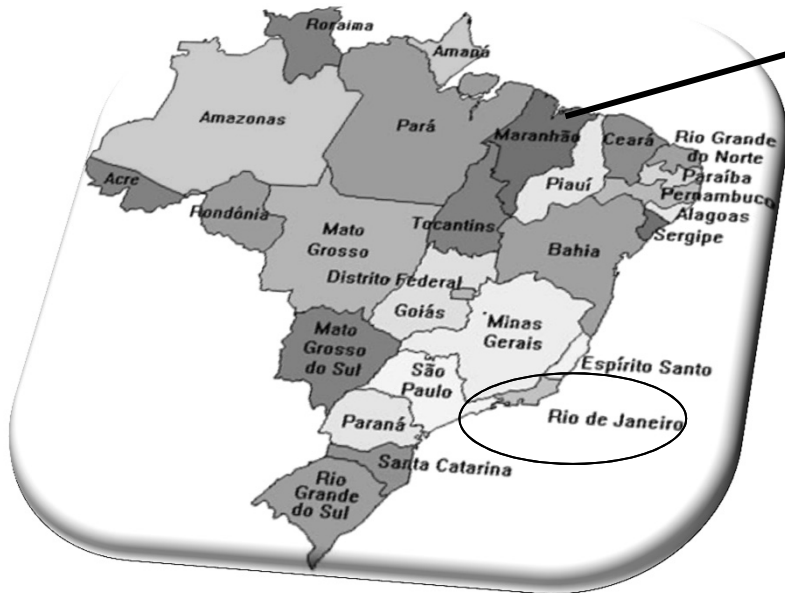 Roraima
Amaná
Amazonas
Pará
Maranhão
Ceará
Rio Grande
do Norte
Paraíba
Piauí
Pernambuco
Alagoas
Sergipe
Acre
Rondônia
Mato
Grosso
Tocantins
Bahia
Distrito Federal
Goiás
Minas
Gerais
Mato
Grosso
do Sul
São
Paulo
Espírito Santo
Rio de Janeiro
Paraná
Santa Catarina
Rio
Grande
do Sul